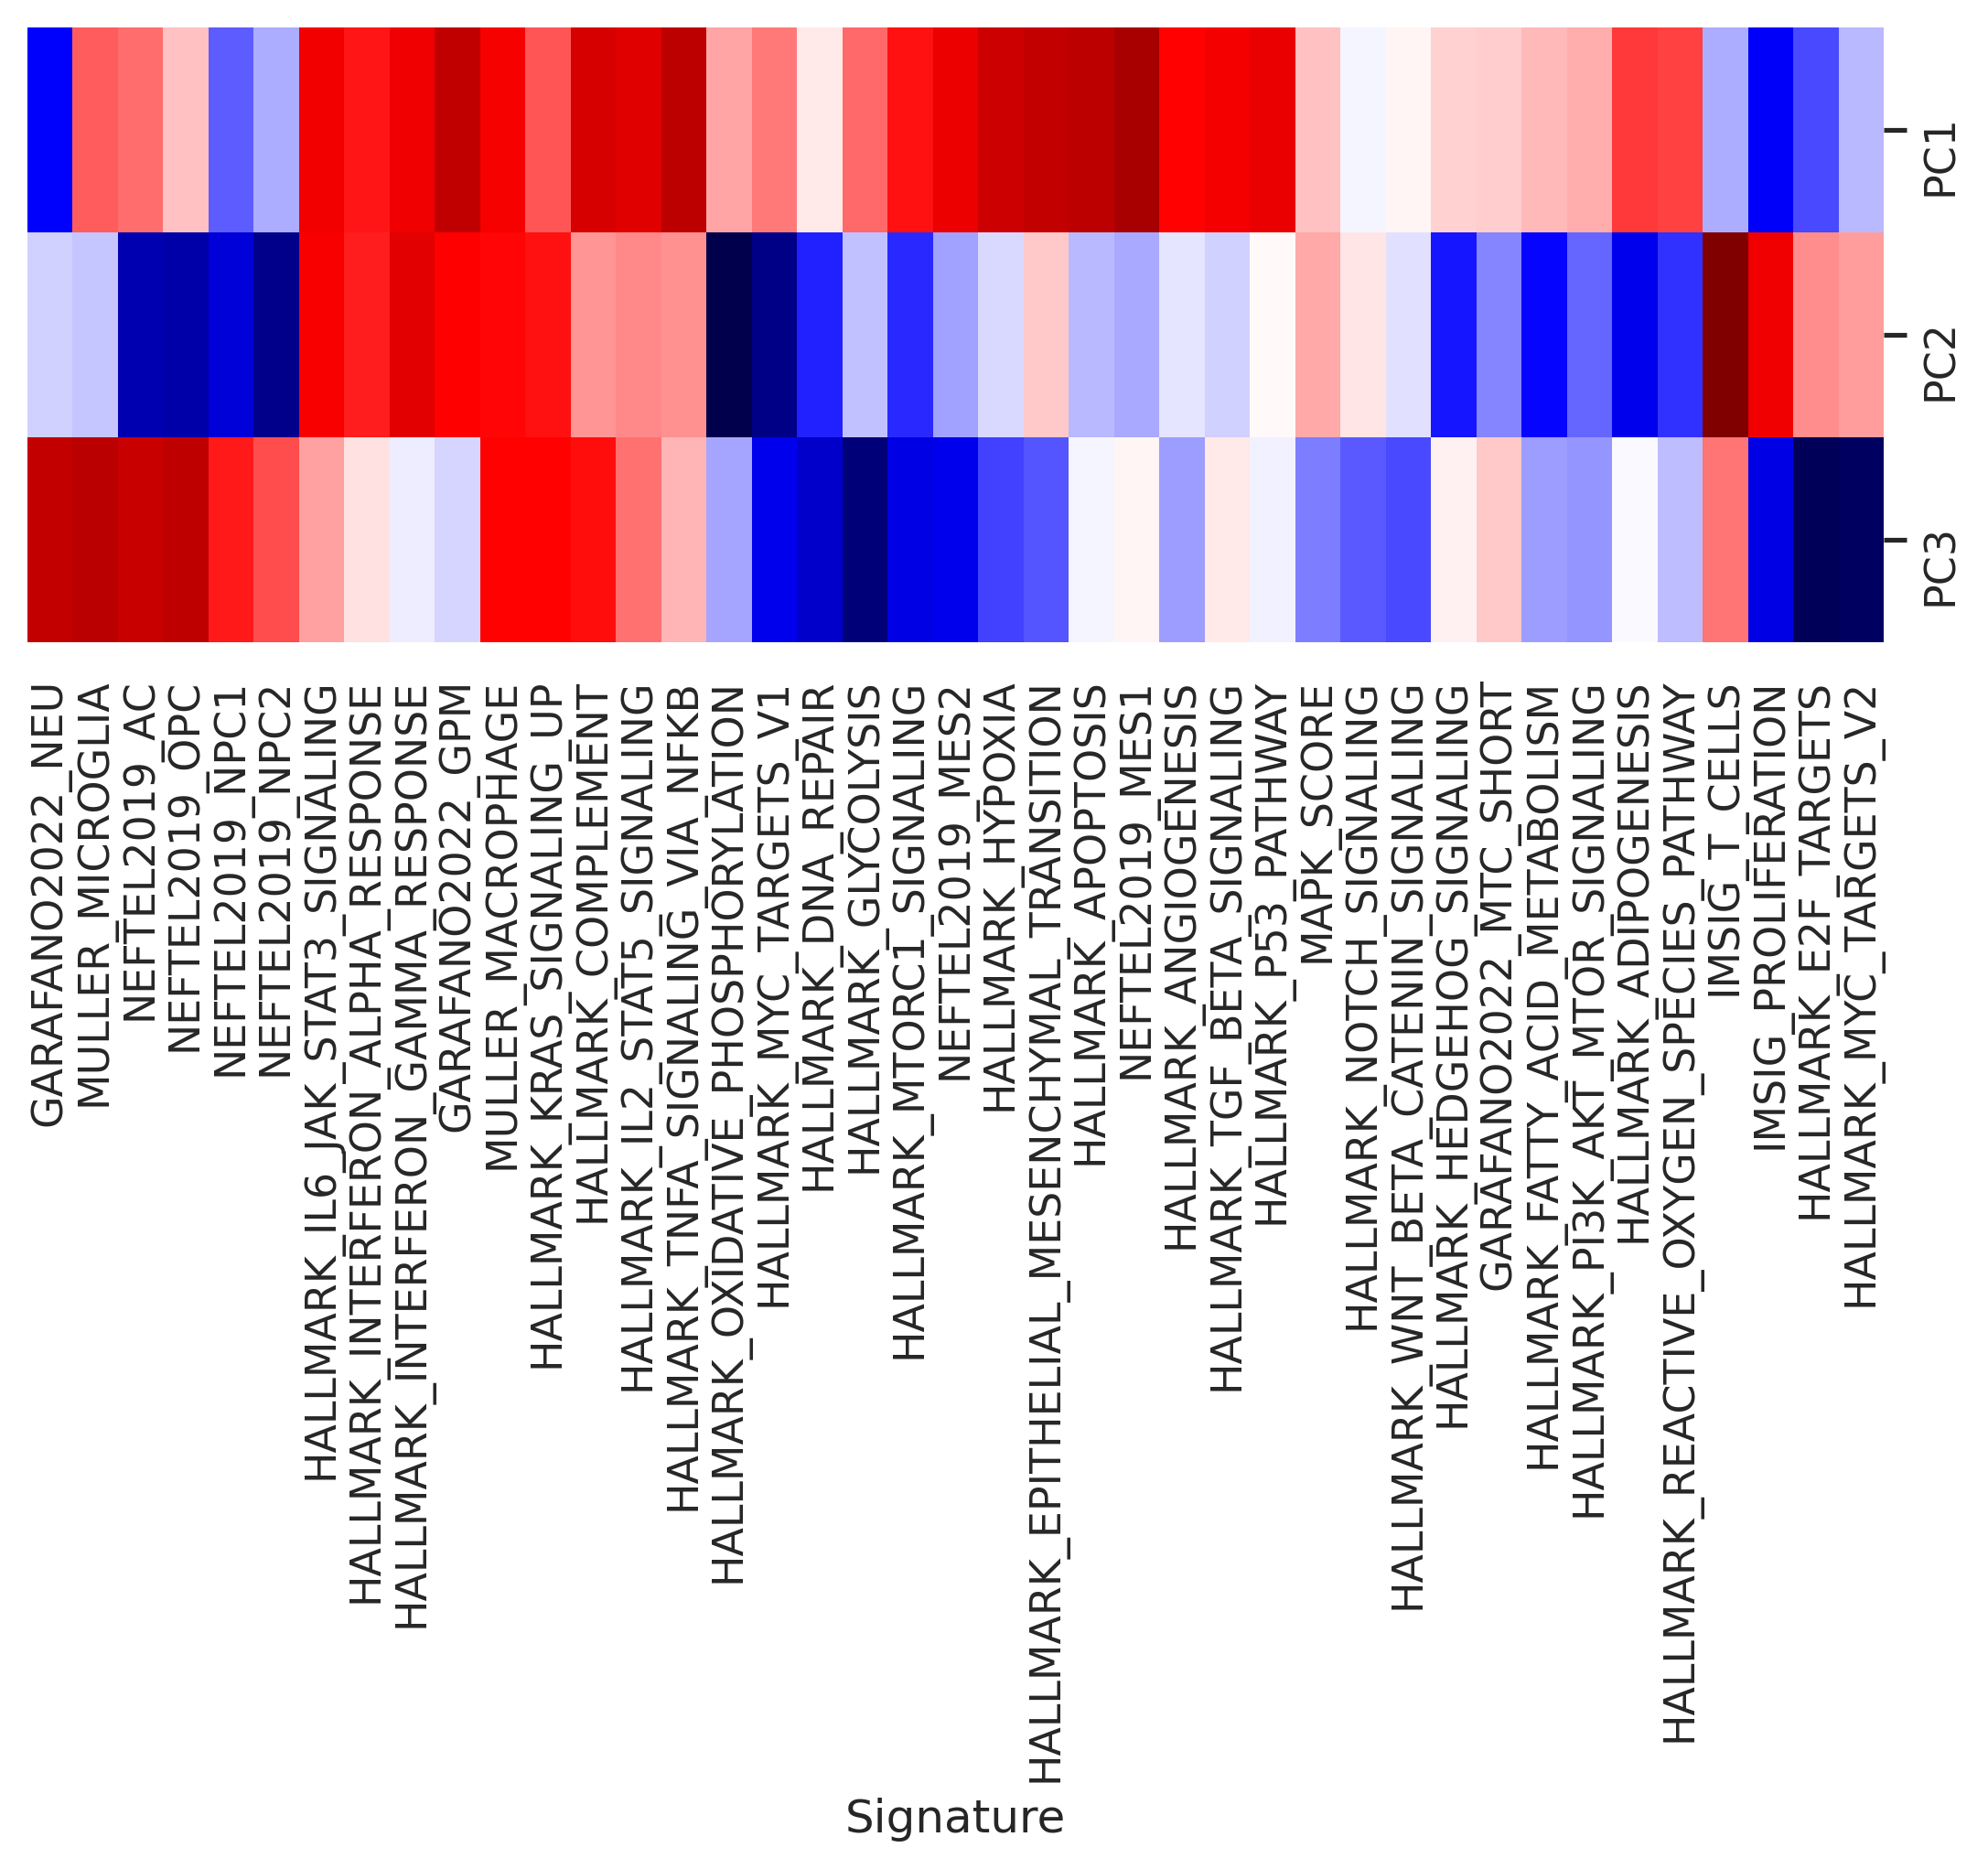 PC1
PC2
PC3
GARAFANO2022_NEU
MULLER_MICROGLIA
NEFTEL2019_AC
NEFTEL2019_OPC
NEFTEL2019_NPC1
NEFTEL2019_NPC2
HALLMARK_IL6_JAK_STAT3_SIGNALING
HALLMARK_INTERFERON_ALPHA_RESPONSE
HALLMARK_INTERFERON_GAMMA_RESPONSE
GARAFANO2022_GPM
MULLER_MACROPHAGE
HALLMARK_KRAS_SIGNALING_UP
HALLMARK_COMPLEMENT
HALLMARK_IL2_STAT5_SIGNALING
HALLMARK_TNFA_SIGNALING_VIA_NFKB
HALLMARK_OXIDATIVE_PHOSPHORYLATION
HALLMARK_MYC_TARGETS_V1
HALLMARK_DNA_REPAIR
HALLMARK_GLYCOLYSIS
HALLMARK_MTORC1_SIGNALING
NEFTEL2019_MES2
HALLMARK_HYPOXIA
HALLMARK_EPITHELIAL_MESENCHYMAL_TRANSITION
HALLMARK_APOPTOSIS
NEFTEL2019_MES1
HALLMARK_ANGIOGENESIS
HALLMARK_TGF_BETA_SIGNALING
HALLMARK_P53_PATHWAY
MAPK_SCORE
HALLMARK_NOTCH_SIGNALING
HALLMARK_WNT_BETA_CATENIN_SIGNALING
HALLMARK_HEDGEHOG_SIGNALING
GARAFANO2022_MTC_SHORT
HALLMARK_FATTY_ACID_METABOLISM
HALLMARK_PI3K_AKT_MTOR_SIGNALING
HALLMARK_ADIPOGENESIS
HALLMARK_REACTIVE_OXYGEN_SPECIES_PATHWAY
IMSIG_T_CELLS
IMSIG_PROLIFERATION
HALLMARK_E2F_TARGETS
HALLMARK_MYC_TARGETS_V2
Signature